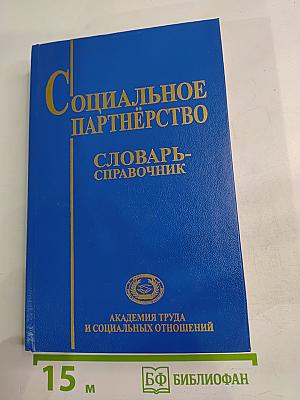 СОЦИАЛЬНОЕ
ПАРТНЁРСТВО
СЛОВАРЬ-
СПРАВОЧНИК
АКАДЕМИЯ ТРУДА
И СОЦИАЛЬНЫХ ОТНОШЕНИЙ
15 м
БФ БИБЛИОФАН